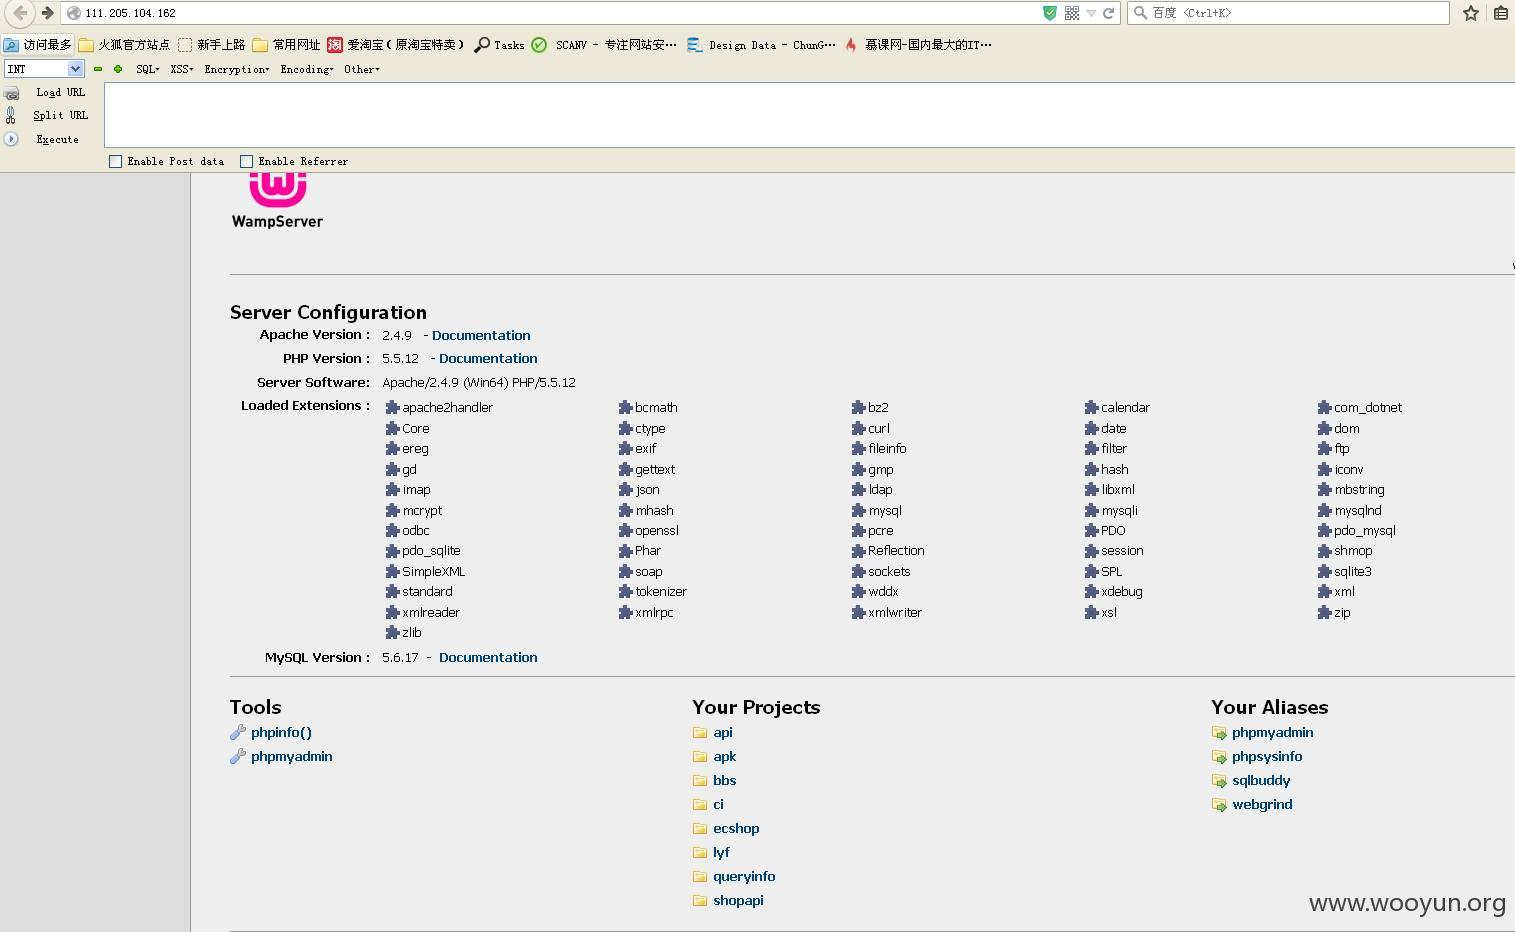 111.205.104.162
百度 <Ctrl+K>
访问最多 火狐官方站点 新手上路 常用网址 爱淘宝（原淘宝特卖） Tasks SCANV - 专注网站安… Design Data - ChunG… 慕课网-国内最大的IT…
INT SQL XSS Encryption Encoding Other
Load URL
Split URL
Execute
Enable Post data Enable Referrer
WampServer
Server Configuration
Apache Version : 2.4.9 - Documentation
PHP Version : 5.5.12 - Documentation
Server Software: Apache/2.4.9 (Win64) PHP/5.5.12
Loaded Extensions : apache2handler bcmath bz2 calendar com_dotnet
Core ctype curl date dom
ereg exif fileinfo filter ftp
gd gettext gmp hash iconv
imap json ldap libxml mbstring
mcrypt mhash mysql mysqli mysqlnd
odbc openssl pcre PDO pdo_mysql
pdo_sqlite Phar Reflection session shmop
SimpleXML soap sockets SPL sqlite3
standard tokenizer wddx xdebug xml
xmlreader xmlrpc xmlwriter xsl zip
zlib
MySQL Version : 5.6.17 - Documentation
Tools
phpinfo()
phpmyadmin
Your Projects
api
apk
bbs
ci
ecshop
lyf
queryinfo
shopapi
Your Aliases
phpmyadmin
phpsysinfo
sqlbuddy
webgrind
www.wooyun.org